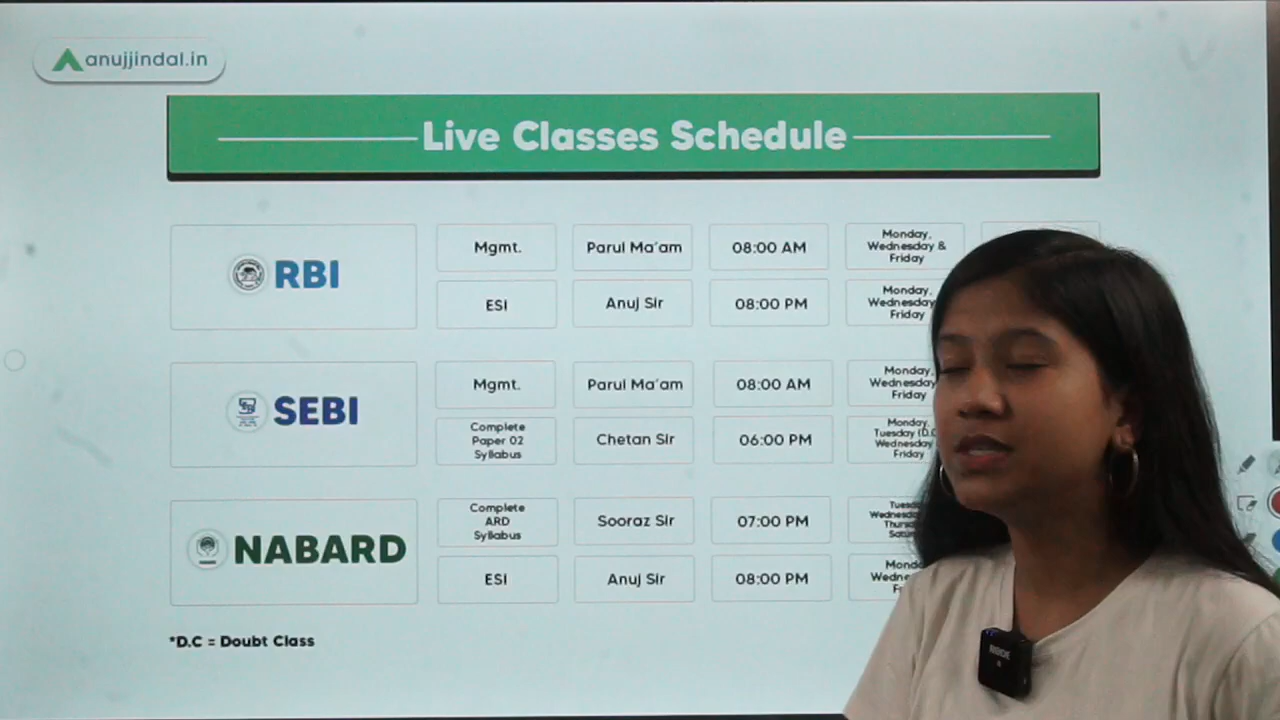 anujjindal.in
Live Classes Schedule
RBI
Mgmt.
Parul Ma'am
08:00 AM
Monday,
Wednesday &
Friday
ESI
Anuj Sir
08:00 PM
Monday,
Wednesday
Friday
SEBI
Mgmt.
Parul Ma'am
08:00 AM
Monday,
Wednesday
Friday
Complete
Paper 02
Syllabus
Chetan Sir
06:00 PM
Monday,
Tuesday (D.C
Wednesday
Friday
NABARD
Complete
ARD
Syllabus
Sooraz Sir
07:00 PM
ESI
Anuj Sir
08:00 PM
*D.C = Doubt Class